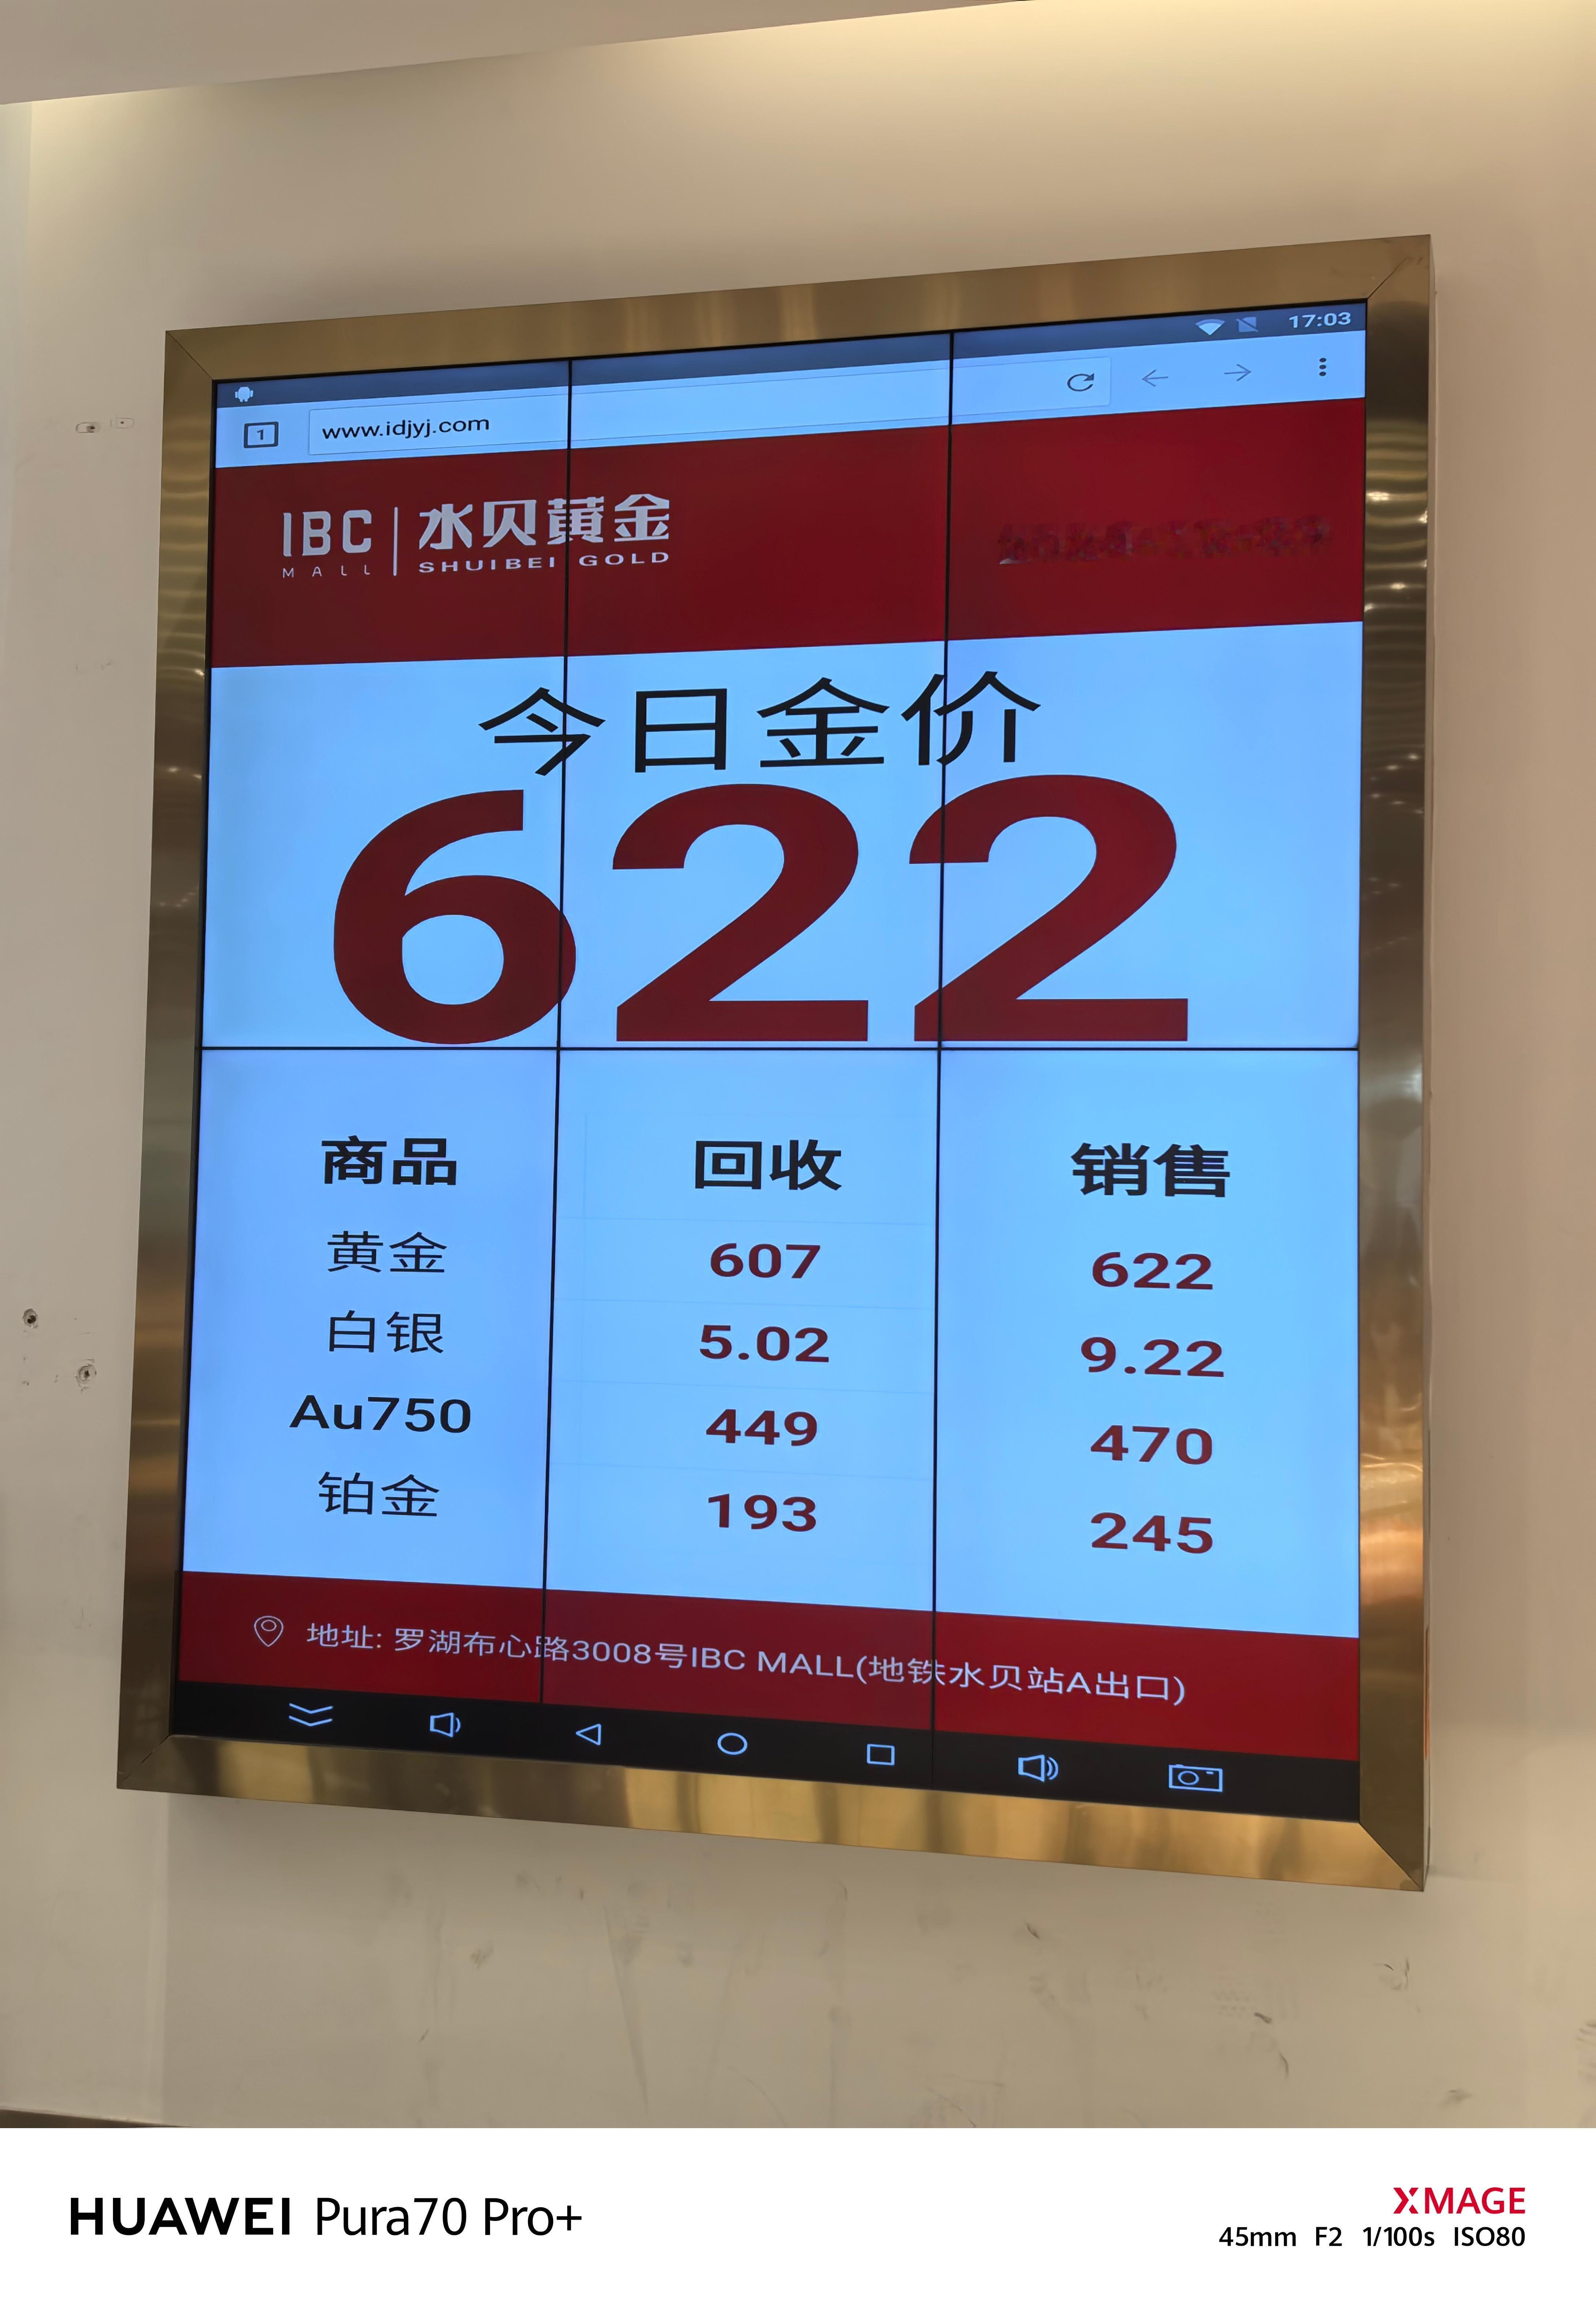 17:03
1 www.idjyj.com
IBC 水贝黄金
MALL SHUIBEI GOLD
今日金价
622
商品 回收 销售
黄金 607 622
白银 5.02 9.22
Au750 449 470
铂金 193 245
地址: 罗湖布心路3008号IBC MALL(地铁水贝站A出口)
HUAWEI Pura70 Pro+
XMAGE
45mm F2 1/100s ISO80